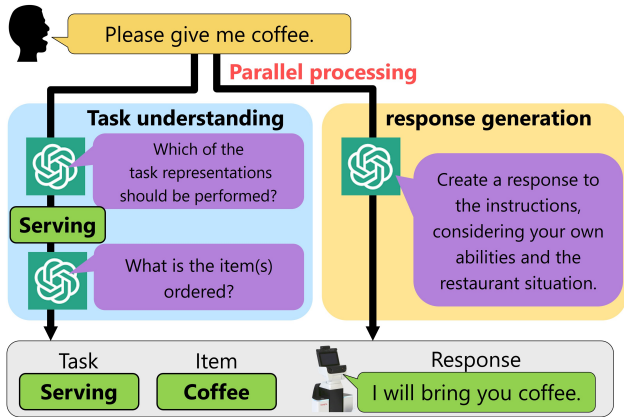 Please give me coffee.
Parallel processing
Task understanding
Which of the
task representations
should be performed?
Serving
What is the item(s)
ordered?
response generation
Create a response to
the instructions,
considering your own
abilities and the
restaurant situation.
Task
Serving
Item
Coffee
Response
I will bring you coffee.